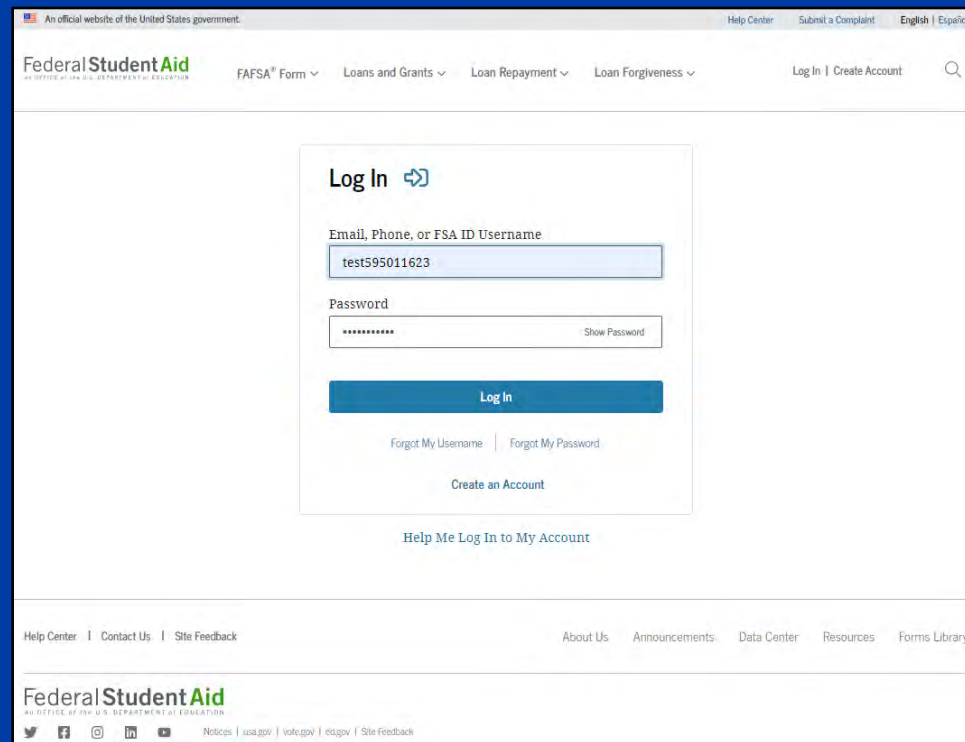 An official website of the United States government.
Help Center Submit a Complaint English | Españo
Federal Student Aid
An OFFICE of the U.S. DEPARTMENT of EDUCATION
FAFSA® Form Loans and Grants Loan Repayment Loan Forgiveness
Log In | Create Account
Log In
Email, Phone, or FSA ID Username
test595011623
Password
•••••••••••
Show Password
Log In
Forgot My Username | Forgot My Password
Create an Account
Help Me Log In to My Account
Help Center | Contact Us | Site Feedback
About Us Announcements Data Center Resources Forms Library
Federal Student Aid
An OFFICE of the U.S. DEPARTMENT of EDUCATION
Notices | usa.gov | vote.gov | ed.gov | Site Feedback